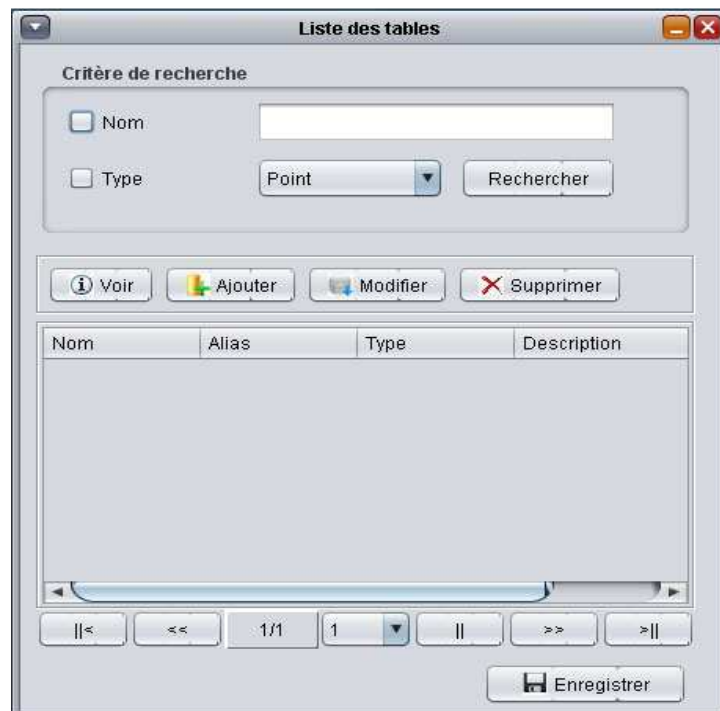 Liste des tables
Critère de recherche
Nom
Type Point Rechercher
Voir Ajouter Modifier Supprimer
Nom Alias Type Description
||< << 1/1 1 || >> >||
Enregistrer